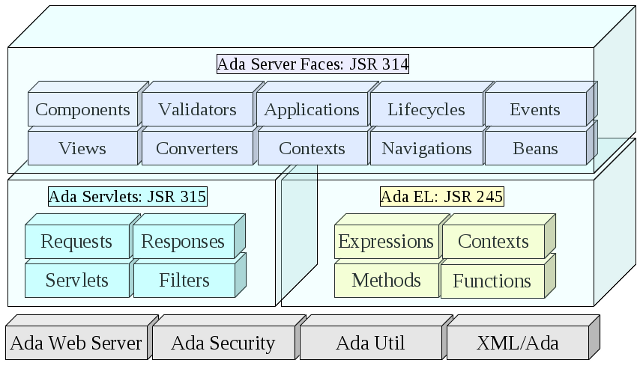 Ada Server Faces: JSR 314
Components Validators Applications Lifecycles Events
Views Converters Contexts Navigations Beans
Ada Servlets: JSR 315
Requests Responses
Servlets Filters
Ada EL: JSR 245
Expressions Contexts
Methods Functions
Ada Web Server Ada Security Ada Util XML/Ada